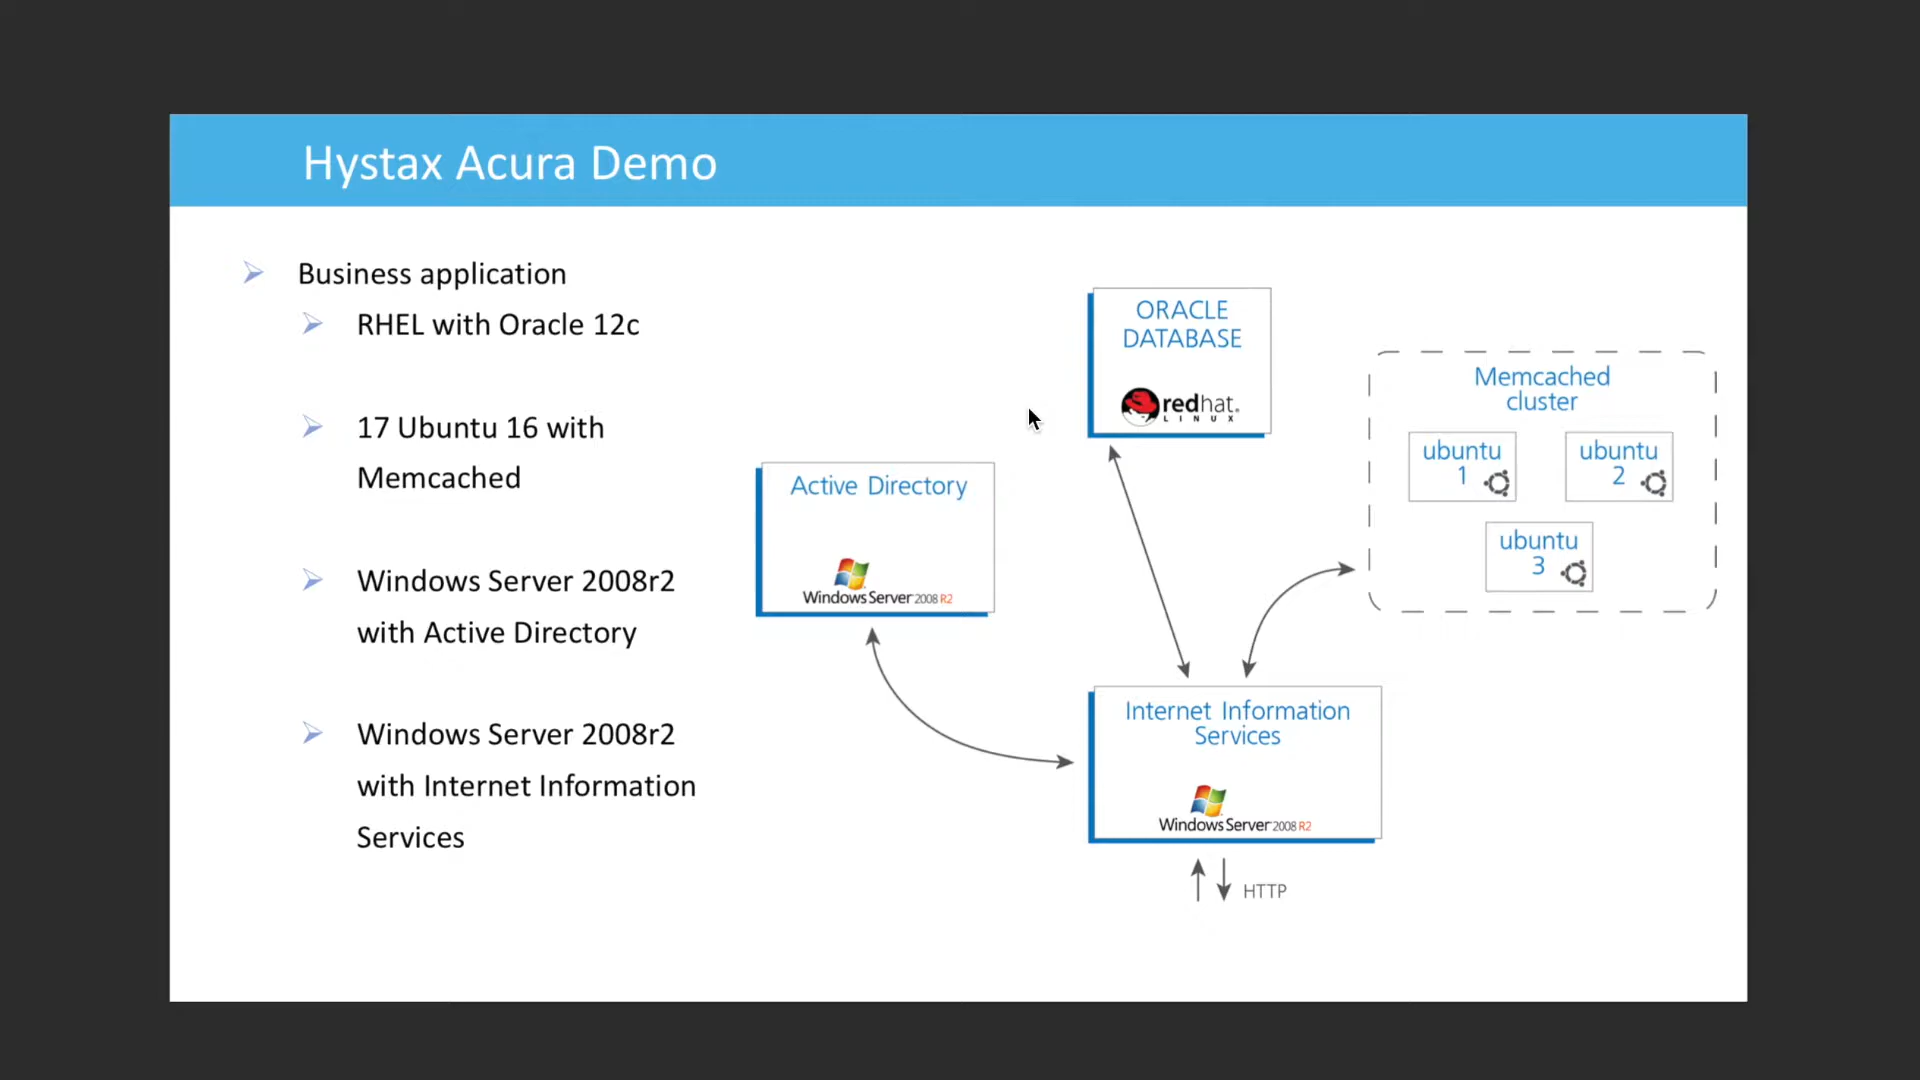 Hystax Acura Demo
Business application
RHEL with Oracle 12c
17 Ubuntu 16 with
Memcached
Windows Server 2008r2
with Active Directory
Windows Server 2008r2
with Internet Information
Services
ORACLE
DATABASE
redhat.
LINUX
Memcached
cluster
ubuntu
1
ubuntu
2
ubuntu
3
Active Directory
Windows Server 2008 R2
Internet Information
Services
Windows Server 2008 R2
HTTP